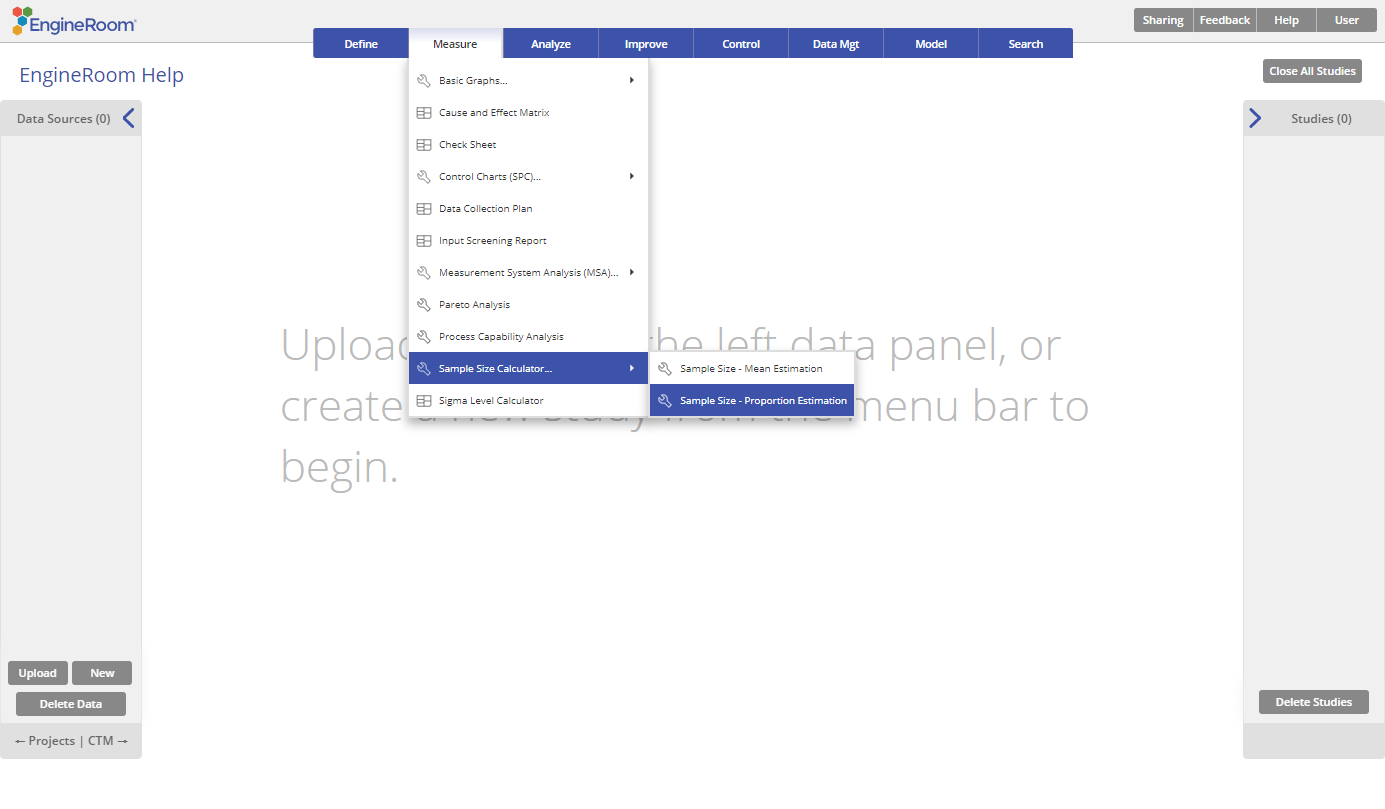 EngineRoom
Sharing
Feedback
Help
User
Define
Measure
Analyze
Improve
Control
Data Mgt
Model
Search
EngineRoom Help
Close All Studies
Data Sources (0)
Studies (0)
Basic Graphs...
Cause and Effect Matrix
Check Sheet
Control Charts (SPC)...
Data Collection Plan
Input Screening Report
Measurement System Analysis (MSA)...
Pareto Analysis
Process Capability Analysis
Sample Size Calculator...
Sigma Level Calculator
Sample Size - Mean Estimation
Sample Size - Proportion Estimation
Upload the left data panel, or
create a new study from the menu bar to
begin.
Upload
New
Delete Data
← Projects | CTM →
Delete Studies